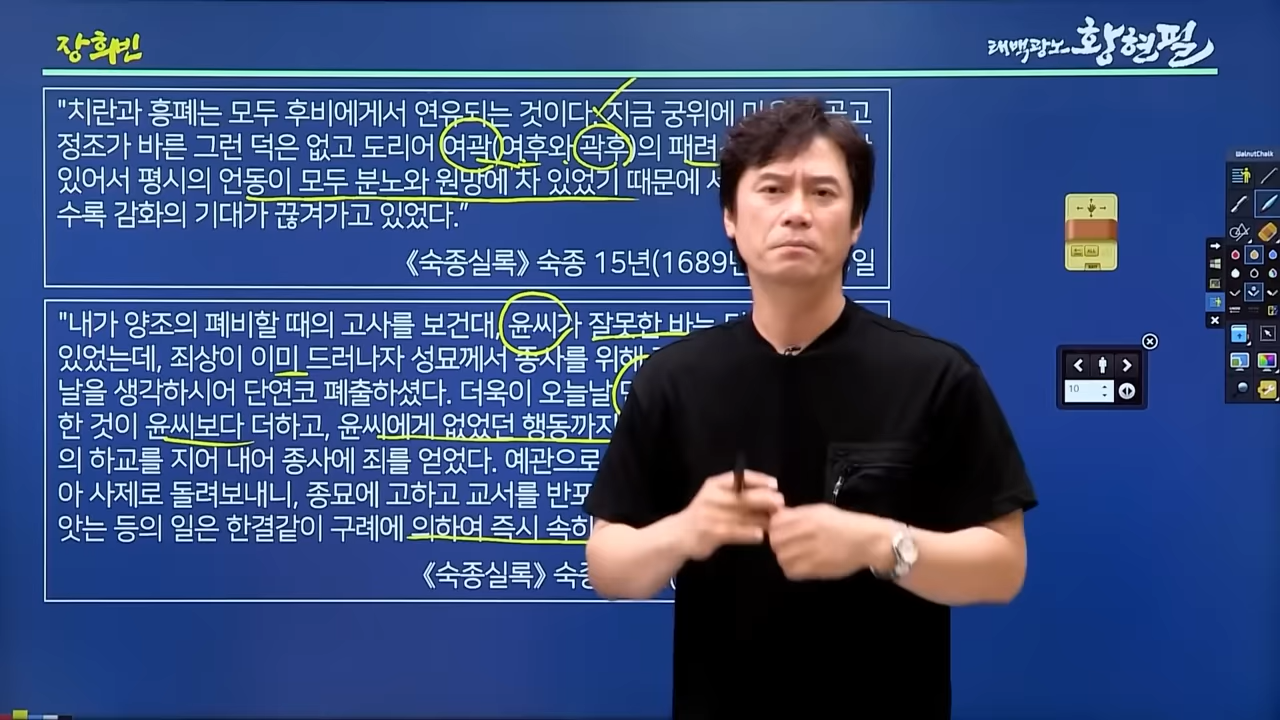 장희빈
태백광노 황현필
"치란과 흥폐는 모두 후비에게서 연유되는 것이다. 지금 궁위에
정조가 바른 그런 덕은 없고 도리어 여곽(여후와 곽후)의 패려
있어서 평시의 언동이 모두 분노와 원망에 차 있었기 때문에
수록 감화의 기대가 끊겨가고 있었다."
《숙종실록》 숙종 15년(1689년 일
"내가 양조의 폐비할 때의 고사를 보건대, 윤씨가 잘못한 바는
있었는데, 죄상이 이미 드러나자 성묘께서 종사를 위해
날을 생각하시어 단연코 폐출하셨다. 더욱이 오늘날
한 것이 윤씨보다 더하고, 윤씨에게 없었던 행동까지
의 하교를 지어 내어 종사에 죄를 얻었다. 예관으로
아 사제로 돌려보내니, 종묘에 고하고 교서를 반포
앗는 등의 일은 한결같이 구례에 의하여 즉시 속히
《숙종실록》 숙종
WalnutChalk
ALL
10